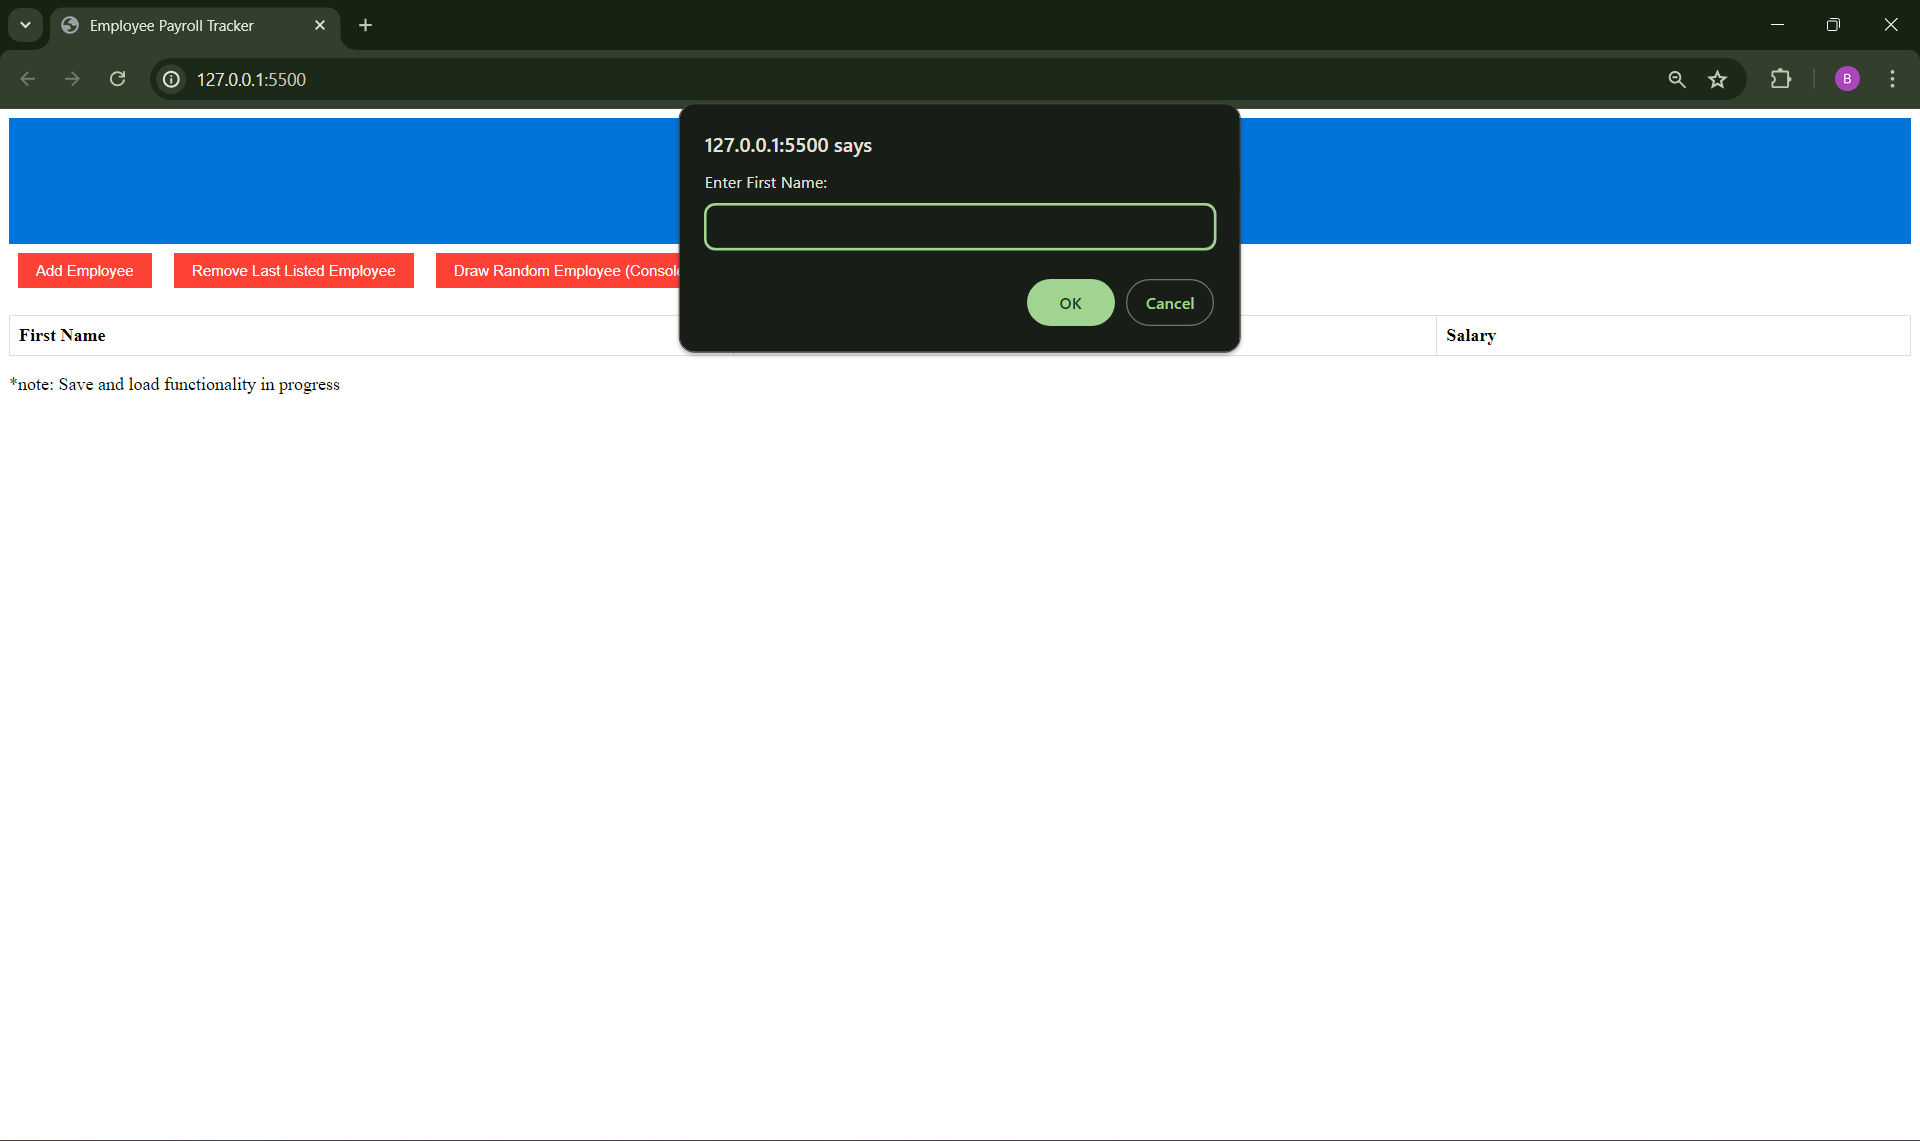 Employee Payroll Tracker
127.0.0.1:5500
B
127.0.0.1:5500 says
Enter First Name:
OK
Cancel
Add Employee
Remove Last Listed Employee
Draw Random Employee (Console
First Name
Salary
*note: Save and load functionality in progress